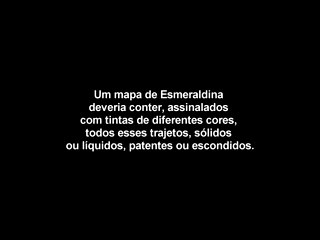 Um mapa de Esmeraldina
deveria conter, assinalados
com tintas de diferentes cores,
todos esses trajetos, sólidos
ou liquidos, patentes ou escondidos.